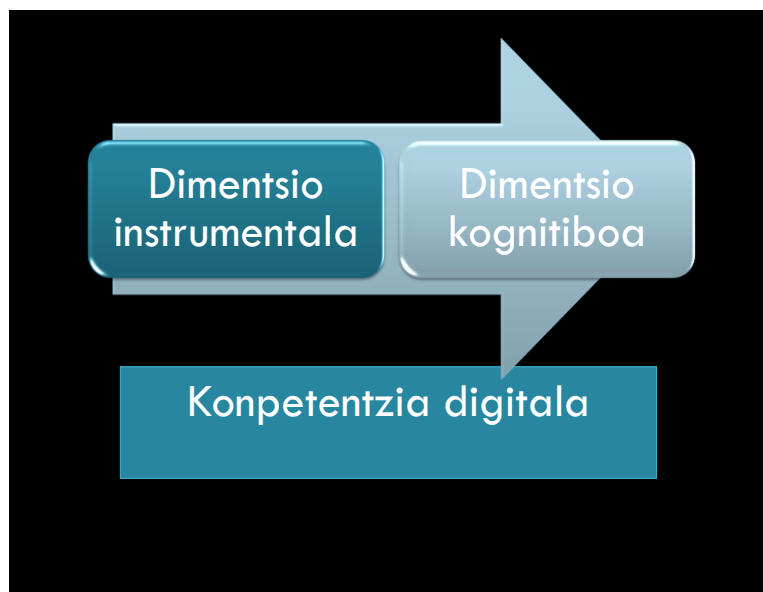 Dimentsio
instrumentala
Dimentsio
kognitiboa
Konpetentzia digitala